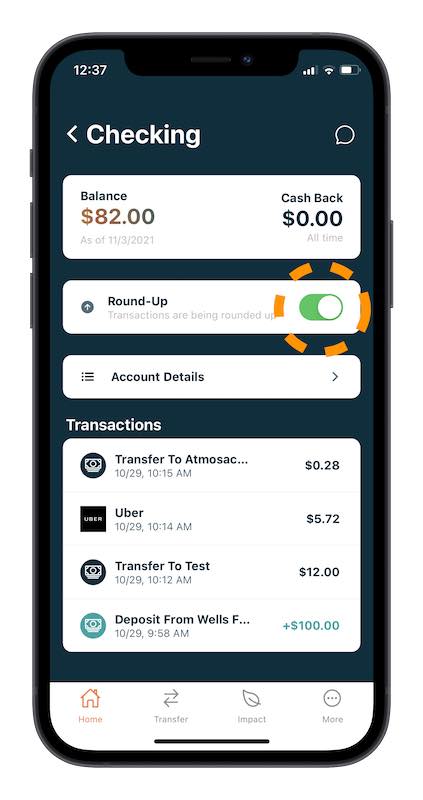 12:37
Checking
Balance
Cash Back
$82.00
$0.00
As of 11/3/2021
All time
Round-Up
Transactions are being rounded up
Account Details
Transactions
Transfer To Atmosac...
$0.28
10/29, 10:15 AM
UBER
Uber
$5.72
10/29, 10:14 AM
Transfer To Test
$12.00
10/29, 10:12 AM
Deposit From Wells F...
+$100.00
10/29, 9:58 AM
Home
Transfer
Impact
More